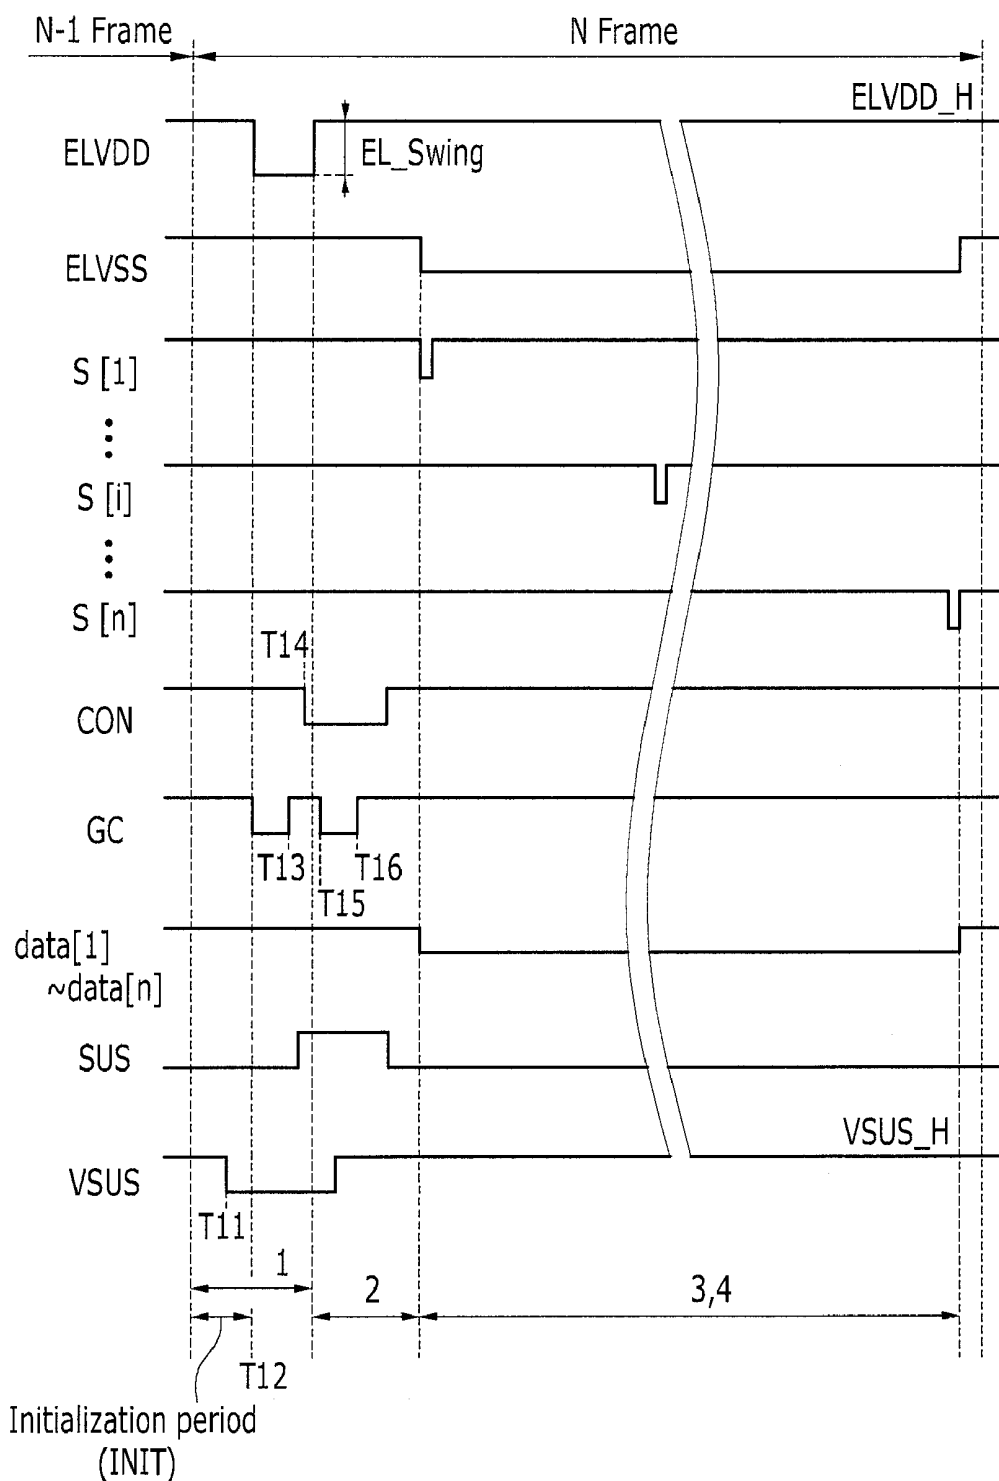 N-1 Frame
N Frame
ELVDD_H
ELVDD
EL_Swing
ELVSS
S [1]
S [i]
S [n]
T14
CON
GC
T13
T16
T15
data[1]
~data[n]
SUS
VSUS_H
VSUS
T11
1
2
3,4
T12
Initialization period
(INIT)